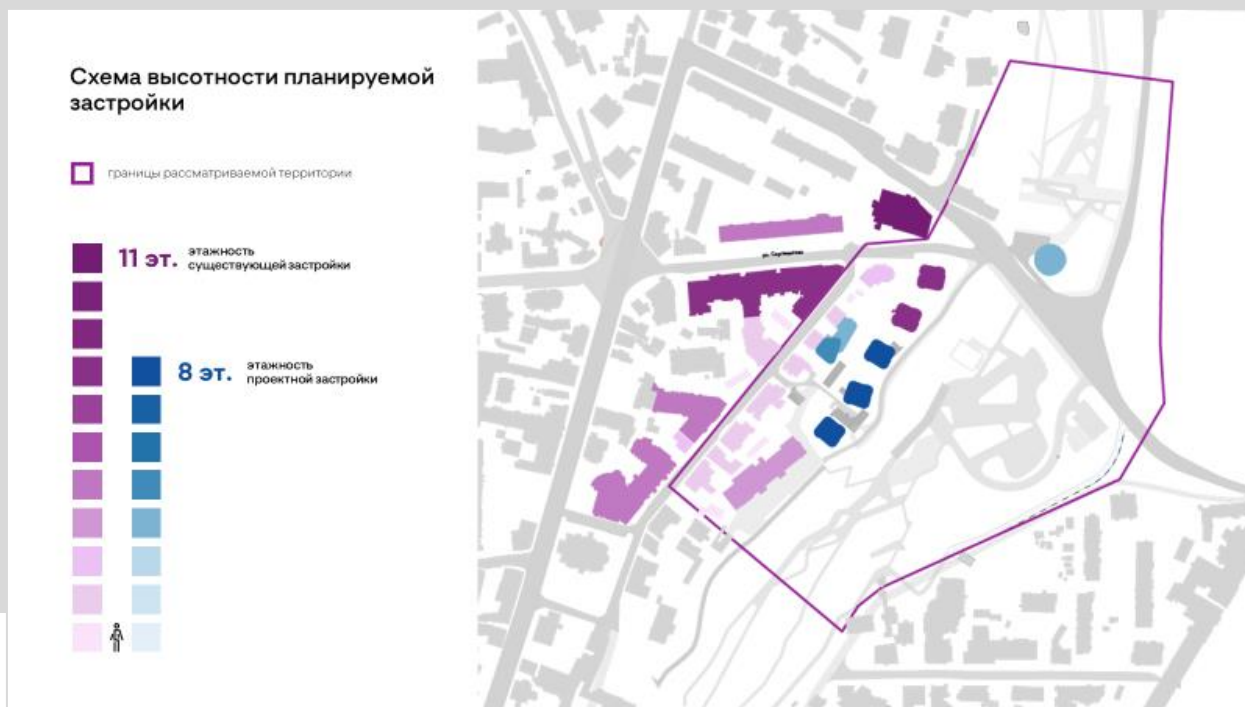 Схема высотности планируемой
застройки
границы рассматриваемой территории
11 эт.
этажность
существующей застройки
8 эт.
этажность
проектной застройки